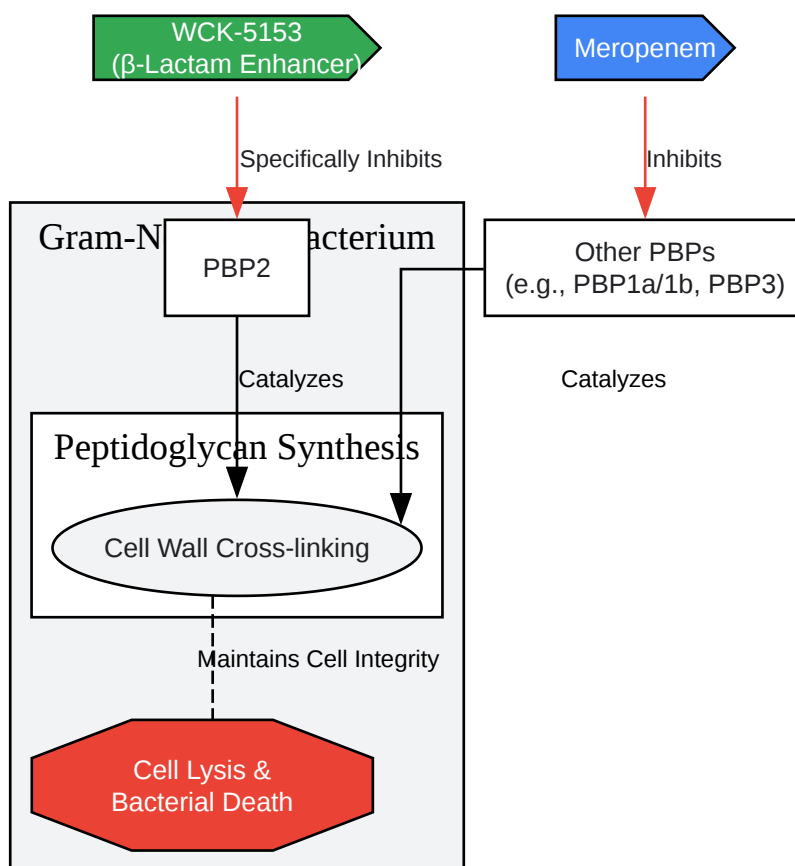 WCK-5153
(β-Lactam Enhancer)
Meropenem
Specifically Inhibits
Inhibits
Gram-N acterium
PBP2
Other PBPs
(e.g., PBP1a/1b, PBP3)
Catalyzes
Catalyzes
Peptidoglycan Synthesis
Cell Wall Cross-linking
Maintains Cell Integrity
Cell Lysis &
Bacterial Death